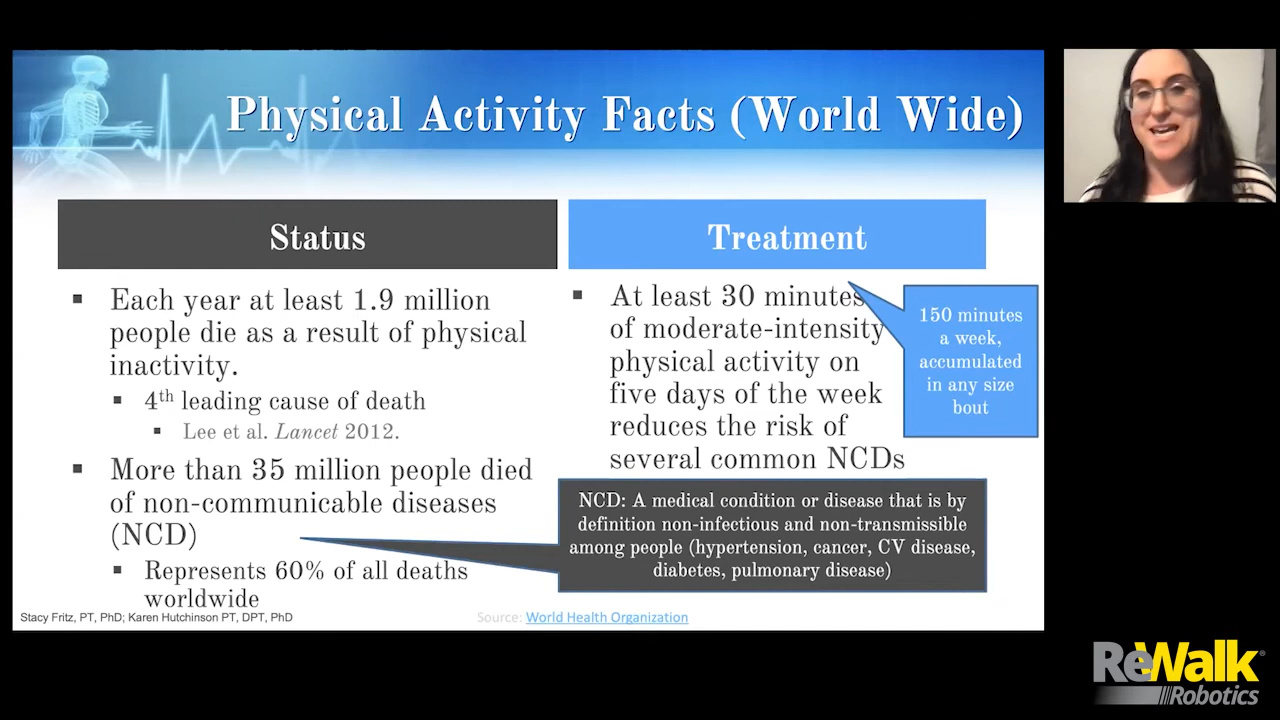 Physical Activity Facts (World Wide)
Status
Each year at least 1.9 million
people die as a result of physical
inactivity.
4th leading cause of death
Lee et al. Lancet 2012.
More than 35 million people died
of non-communicable diseases
(NCD)
Represents 60% of all deaths
worldwide
Treatment
At least 30 minutes
of moderate-intensity
physical activity on
five days of the week
reduces the risk of
several common NCDs
150 minutes
a week,
accumulated
in any size
bout
NCD: A medical condition or disease that is by
definition non-infectious and non-transmissible
among people (hypertension, cancer, CV disease,
diabetes, pulmonary disease)
Stacy Fritz, PT, PhD; Karen Hutchinson PT, DPT, PhD
Source: World Health Organization
ReWalk®
Robotics